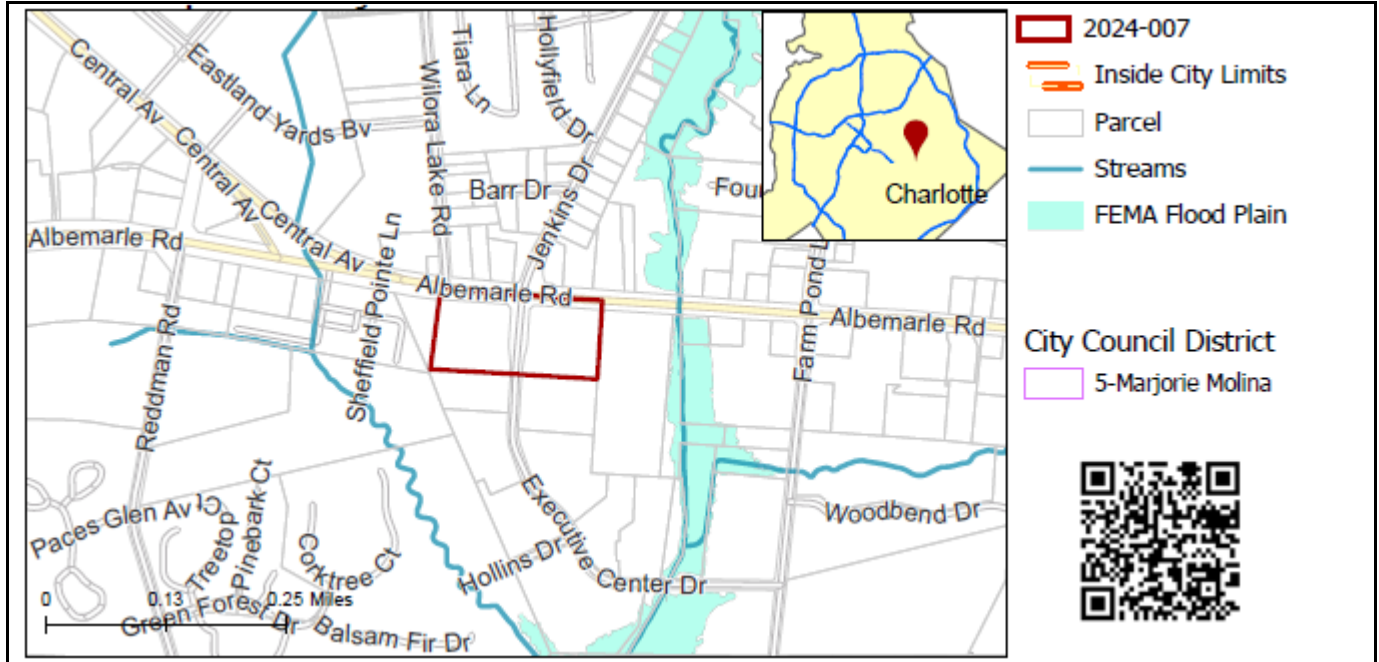 Central Av
Eastland Yards Bv
Central Av
Central Av
Central Av
Wilora Lake Rd
Tiara Ln
Hollyfield Dr
Barr Dr
Jenkins Dr
Albemarle Rd
Sheffield Pointe Ln
Albemarle Rd
Farm Pond L
Albemarle Rd
Reddman Rd
Executive Center Dr
Hollins Dr
Woodbend Dr
Paces Glen Av
Treetop Ct
Pinebark Ct
Corktree Ct
Green Forest Dr
Balsam Fir Dr
0 0.13 0.25 Miles
Four
Charlotte
2024-007
Inside City Limits
Parcel
Streams
FEMA Flood Plain
City Council District
5-Marjorie Molina